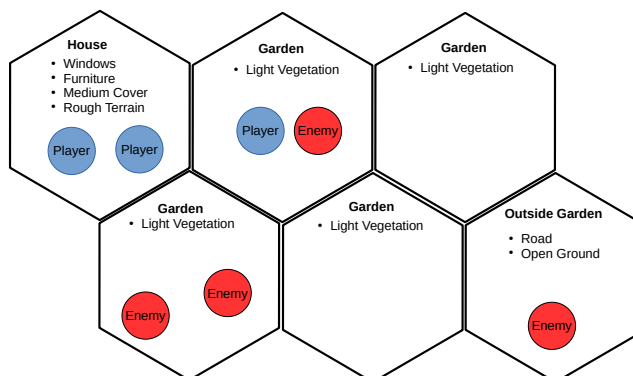 House
• Windows
• Furniture
• Medium Cover
• Rough Terrain
Player
Player
Garden
• Light Vegetation
Player
Enemy
Garden
• Light Vegetation
Garden
• Light Vegetation
Enemy
Enemy
Garden
• Light Vegetation
Outside Garden
• Road
• Open Ground
Enemy